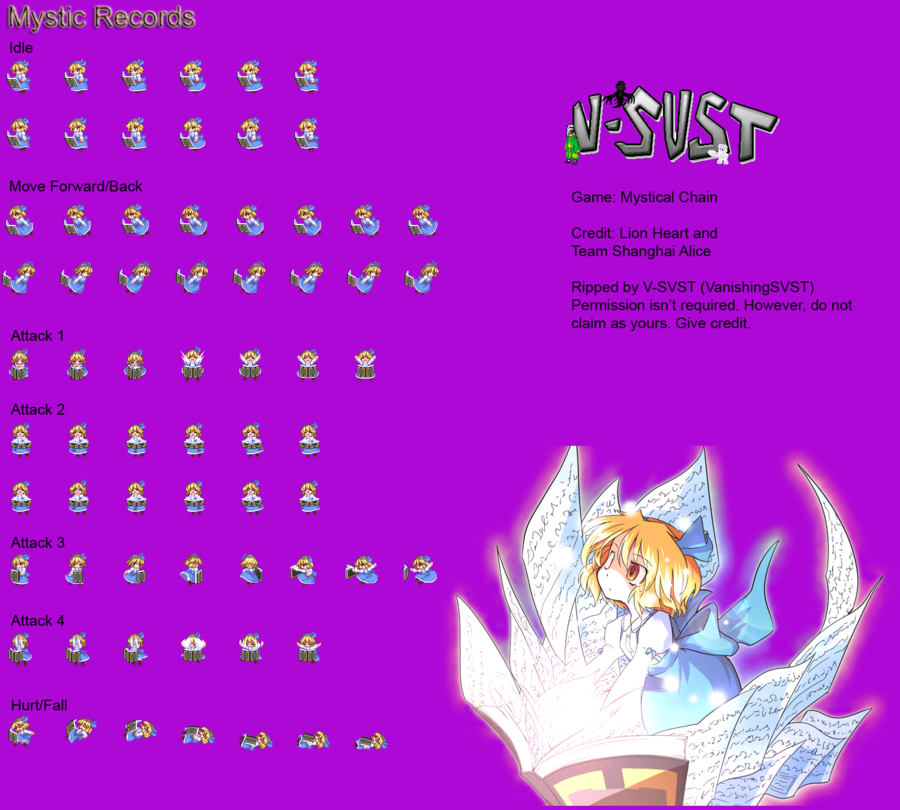 Mystic Records
Idle
Move Forward/Back
Attack 1
Attack 2
Attack 3
Attack 4
Hurt/Fall
V-SVST
Game: Mystical Chain
Credit: Lion Heart and
Team Shanghai Alice
Ripped by V-SVST (VanishingSVST)
Permission isn't required. However, do not
claim as yours. Give credit.